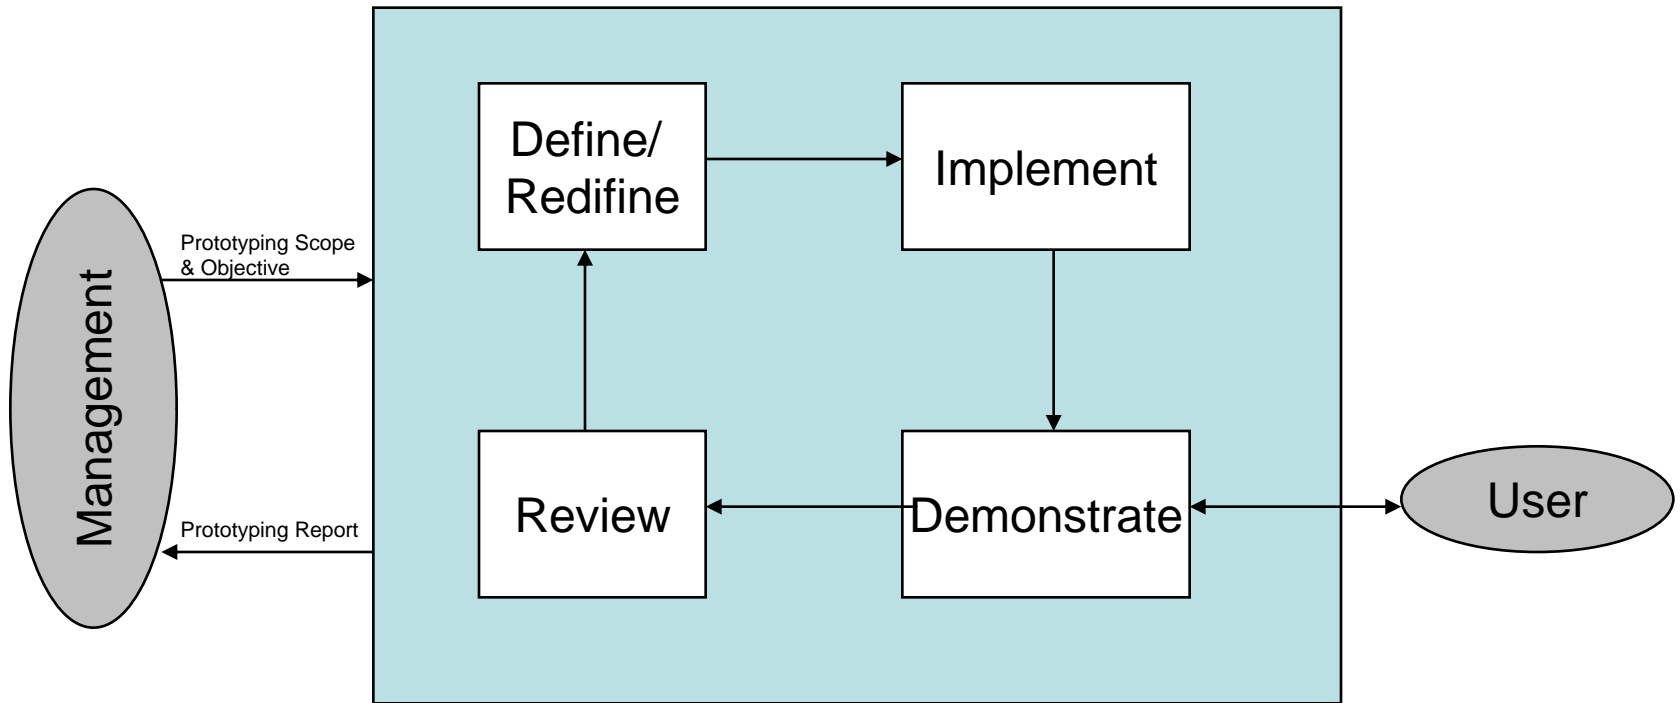 Management
Prototyping Scope
& Objective
Prototyping Report
Define/
Redifine
Implement
Review
Demonstrate
User